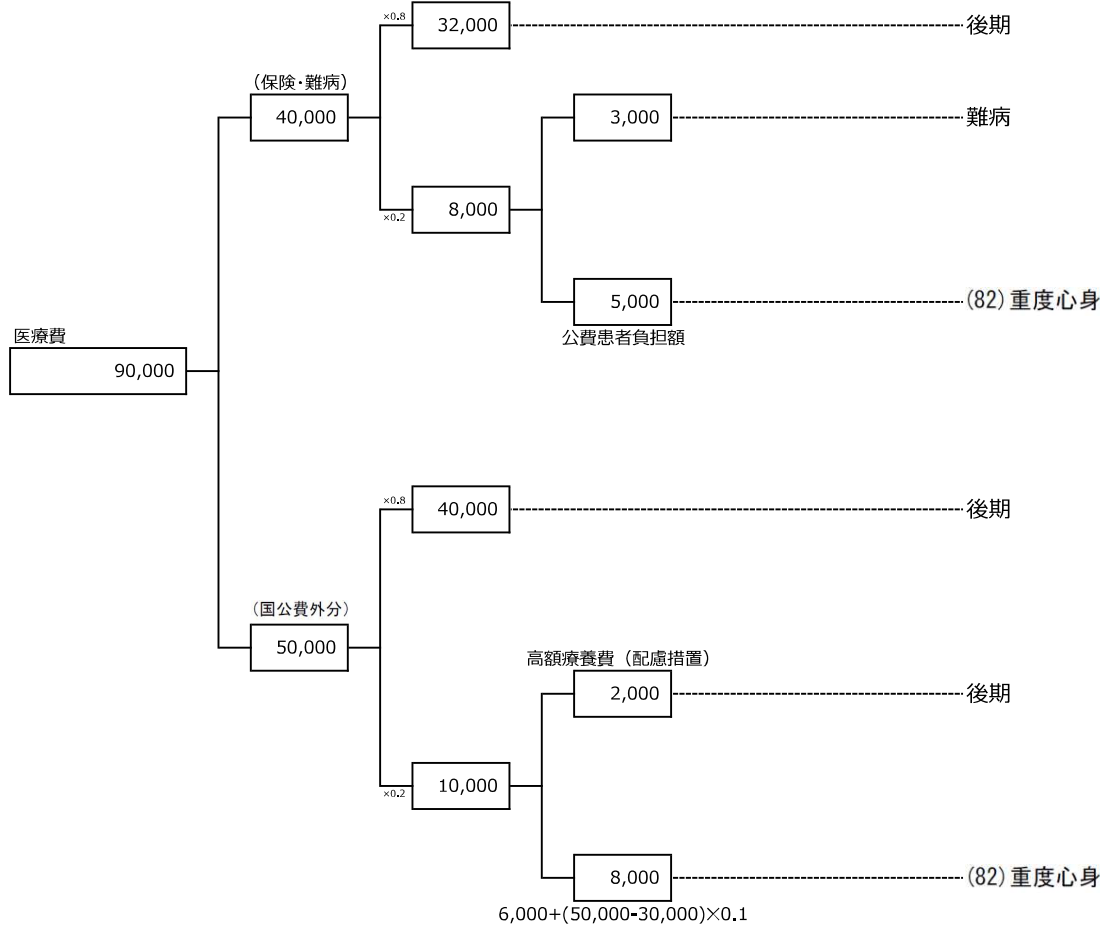 ×0.8
32,000
後期
(保険・難病)
40,000
3,000
難病
×0.2
8,000
5,000
(82)重度心身
公費患者負担額
医療費
90,000
×0.8
40,000
後期
(国公費外分)
50,000
高額療養費(配慮措置)
2,000
後期
×0.2
10,000
8,000
(82)重度心身
6,000+(50,000-30,000)×0.1